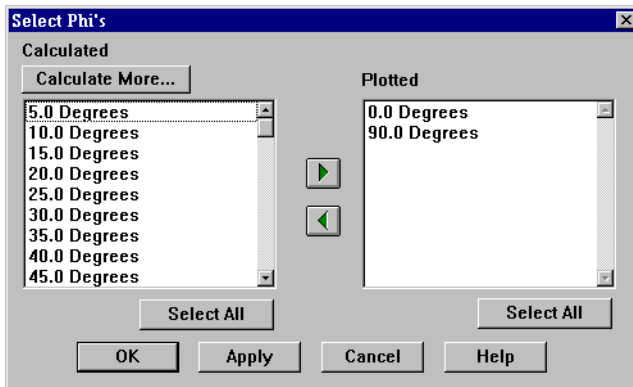 Select Phi's
Calculated
Calculate More...
Plotted
5.0 Degrees
10.0 Degrees
15.0 Degrees
20.0 Degrees
25.0 Degrees
30.0 Degrees
35.0 Degrees
40.0 Degrees
45.0 Degrees
0.0 Degrees
90.0 Degrees
Select All
Select All
OK
Apply
Cancel
Help